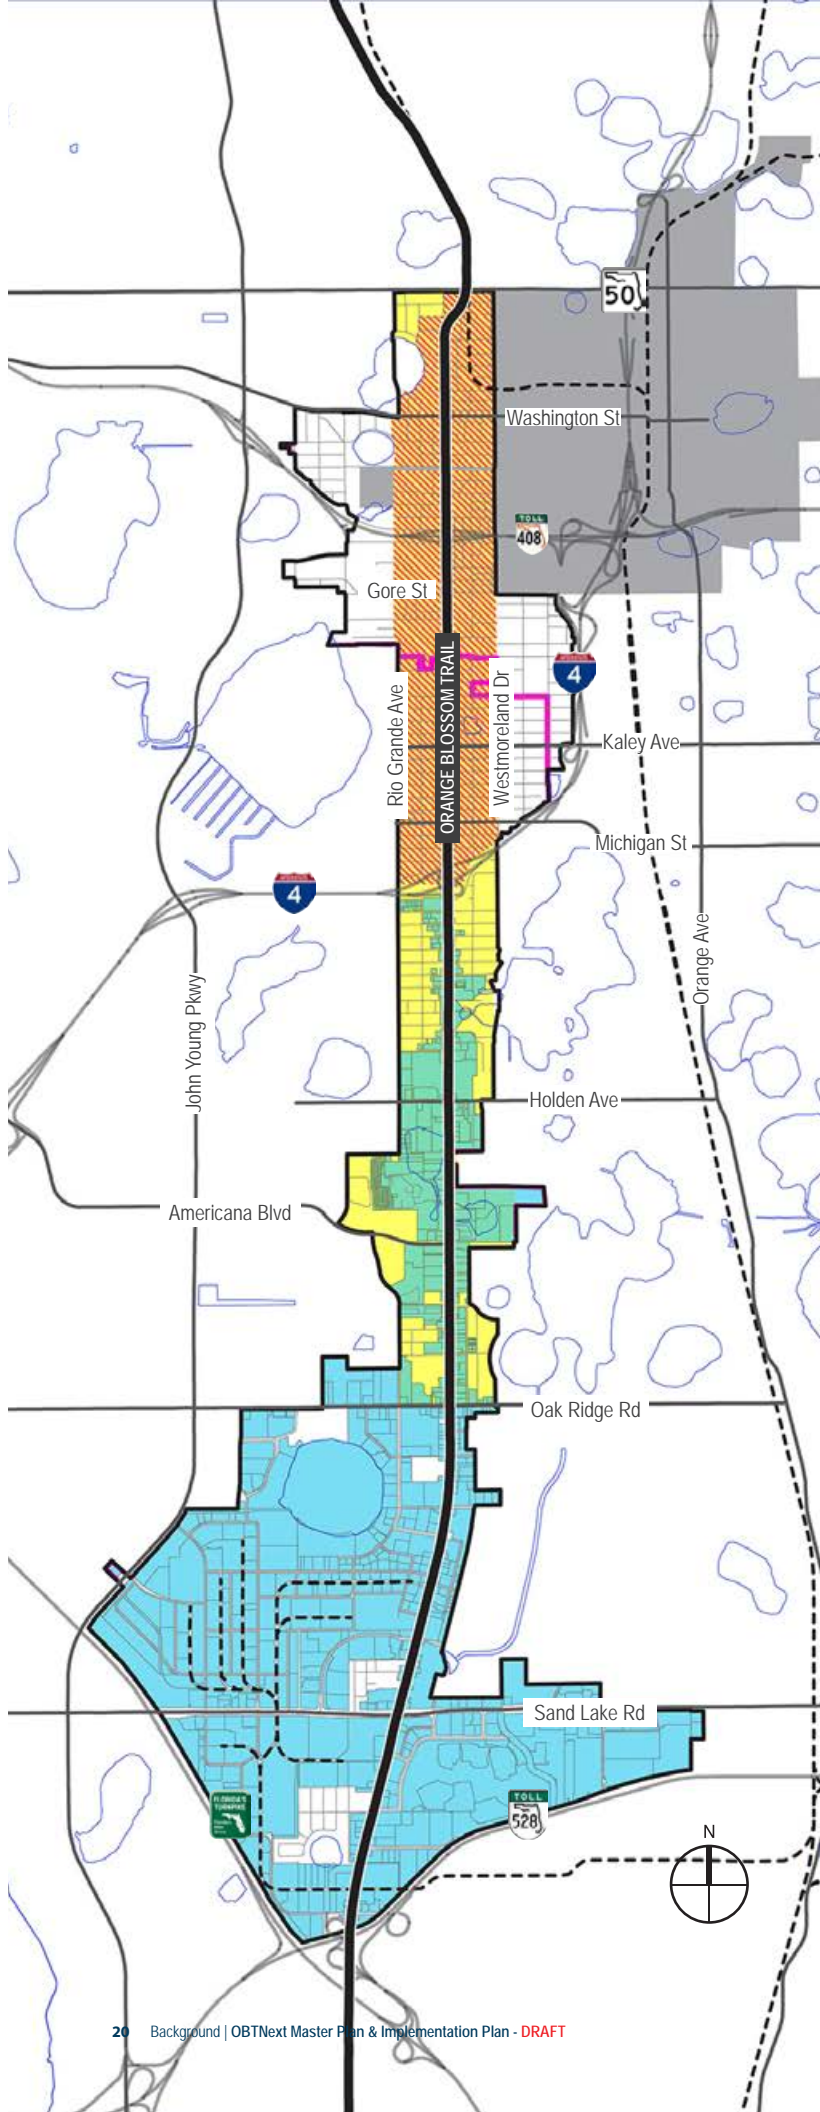 50
Washington St
TOLL
408
Gore St
4
ORANGE BLOSSOM TRAIL
Rio Grande Ave
Westmoreland Dr
Kaley Ave
Michigan St
4
Orange Ave
John Young Pkwy
Holden Ave
Americana Blvd
Oak Ridge Rd
Sand Lake Rd
FLORIDA'S
TURNPIKE
TOLL
528
N
20 Background | OBTNext Master Plan & Implementation Plan - DRAFT